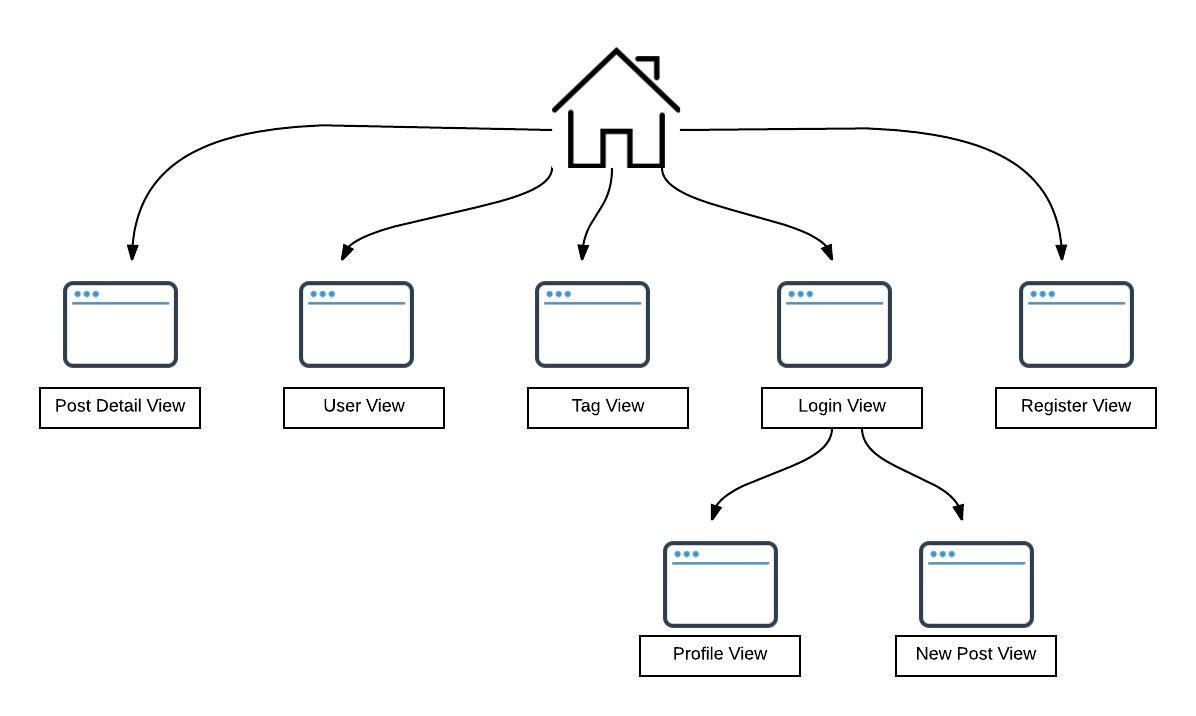 Post Detail View
User View
Tag View
Login View
Register View
Profile View
New Post View